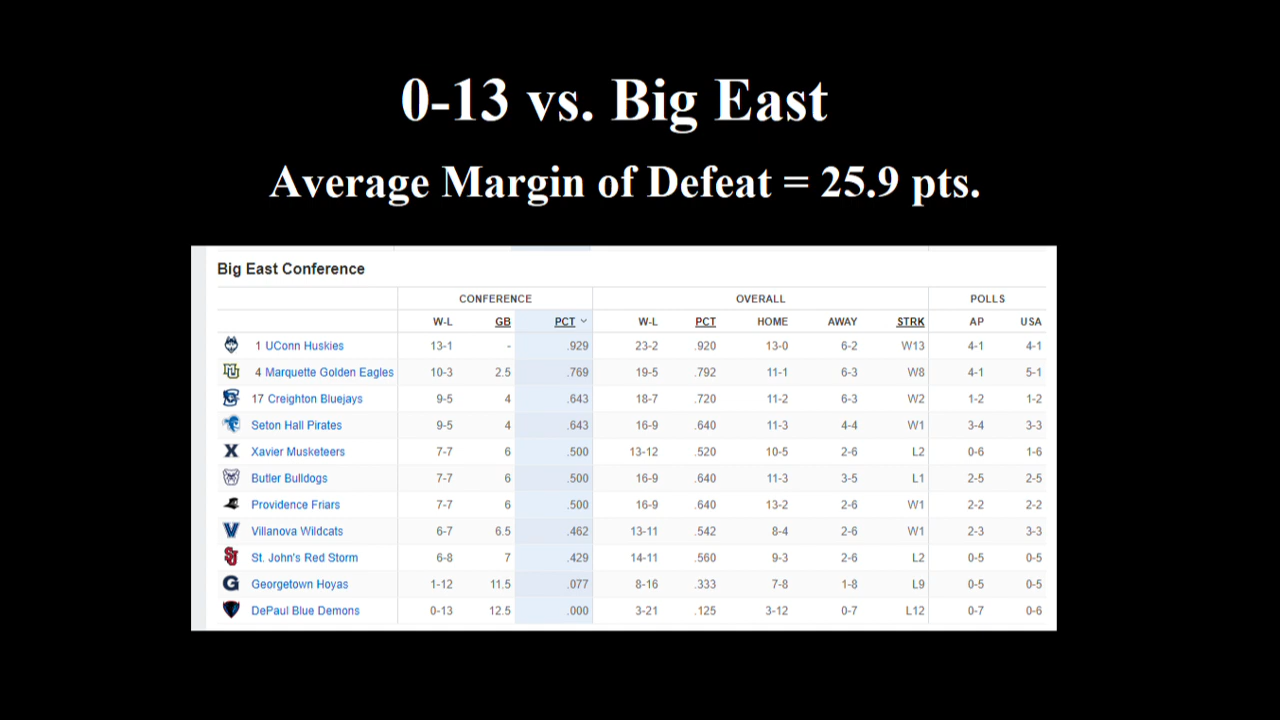 0-13 vs. Big East
Average Margin of Defeat = 25.9 pts.
Big East Conference
CONFERENCE OVERALL POLLS
W-L GB PCT W-L PCT HOME AWAY STRK AP USA
1 UConn Huskies 13-1 - .929 23-2 .920 13-0 6-2 W13 4-1 4-1
4 Marquette Golden Eagles 10-3 2.5 .769 19-5 .792 11-1 6-3 W8 4-1 5-1
17 Creighton Bluejays 9-5 4 .643 18-7 .720 11-2 6-3 W2 1-2 1-2
Seton Hall Pirates 9-5 4 .643 16-9 .640 11-3 4-4 W1 3-4 3-3
X Xavier Musketeers 7-7 6 .500 13-12 .520 10-5 2-6 L2 0-6 1-6
Butler Bulldogs 7-7 6 .500 16-9 .640 11-3 3-5 L1 2-5 2-5
Providence Friars 7-7 6 .500 16-9 .640 13-2 2-6 W1 2-2 2-2
V Villanova Wildcats 6-7 6.5 .462 13-11 .542 8-4 2-6 W1 2-3 3-3
St. John's Red Storm 6-8 7 .429 14-11 .560 9-3 2-6 L2 0-5 0-5
G Georgetown Hoyas 1-12 11.5 .077 8-16 .333 7-8 1-8 L9 0-5 0-5
DePaul Blue Demons 0-13 12.5 .000 3-21 .125 3-12 0-7 L12 0-7 0-6